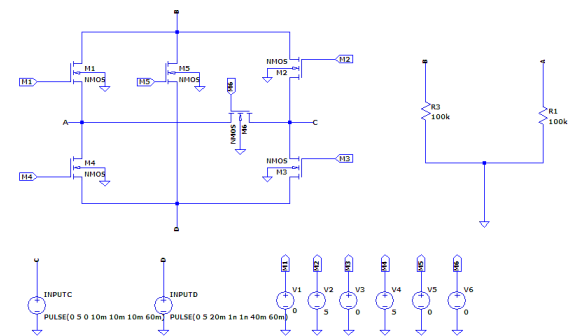 B
M1
M1
NMOS
M5
M5
NMOS
NMOS
M2
M2
M6
A
NMOS
M6
C
M4
M4
NMOS
NMOS
M3
M3
D
B
R3
100k
A
R1
100k
C
INPUTC
PULSE(0 5 0 10m 10m 10m 60m)
D
INPUTD
PULSE(0 5 20m 1n 1n 40m 60m)
M1
V1
0
M2
V2
5
M3
V3
0
M4
V4
5
M5
V5
0
M6
V6
0